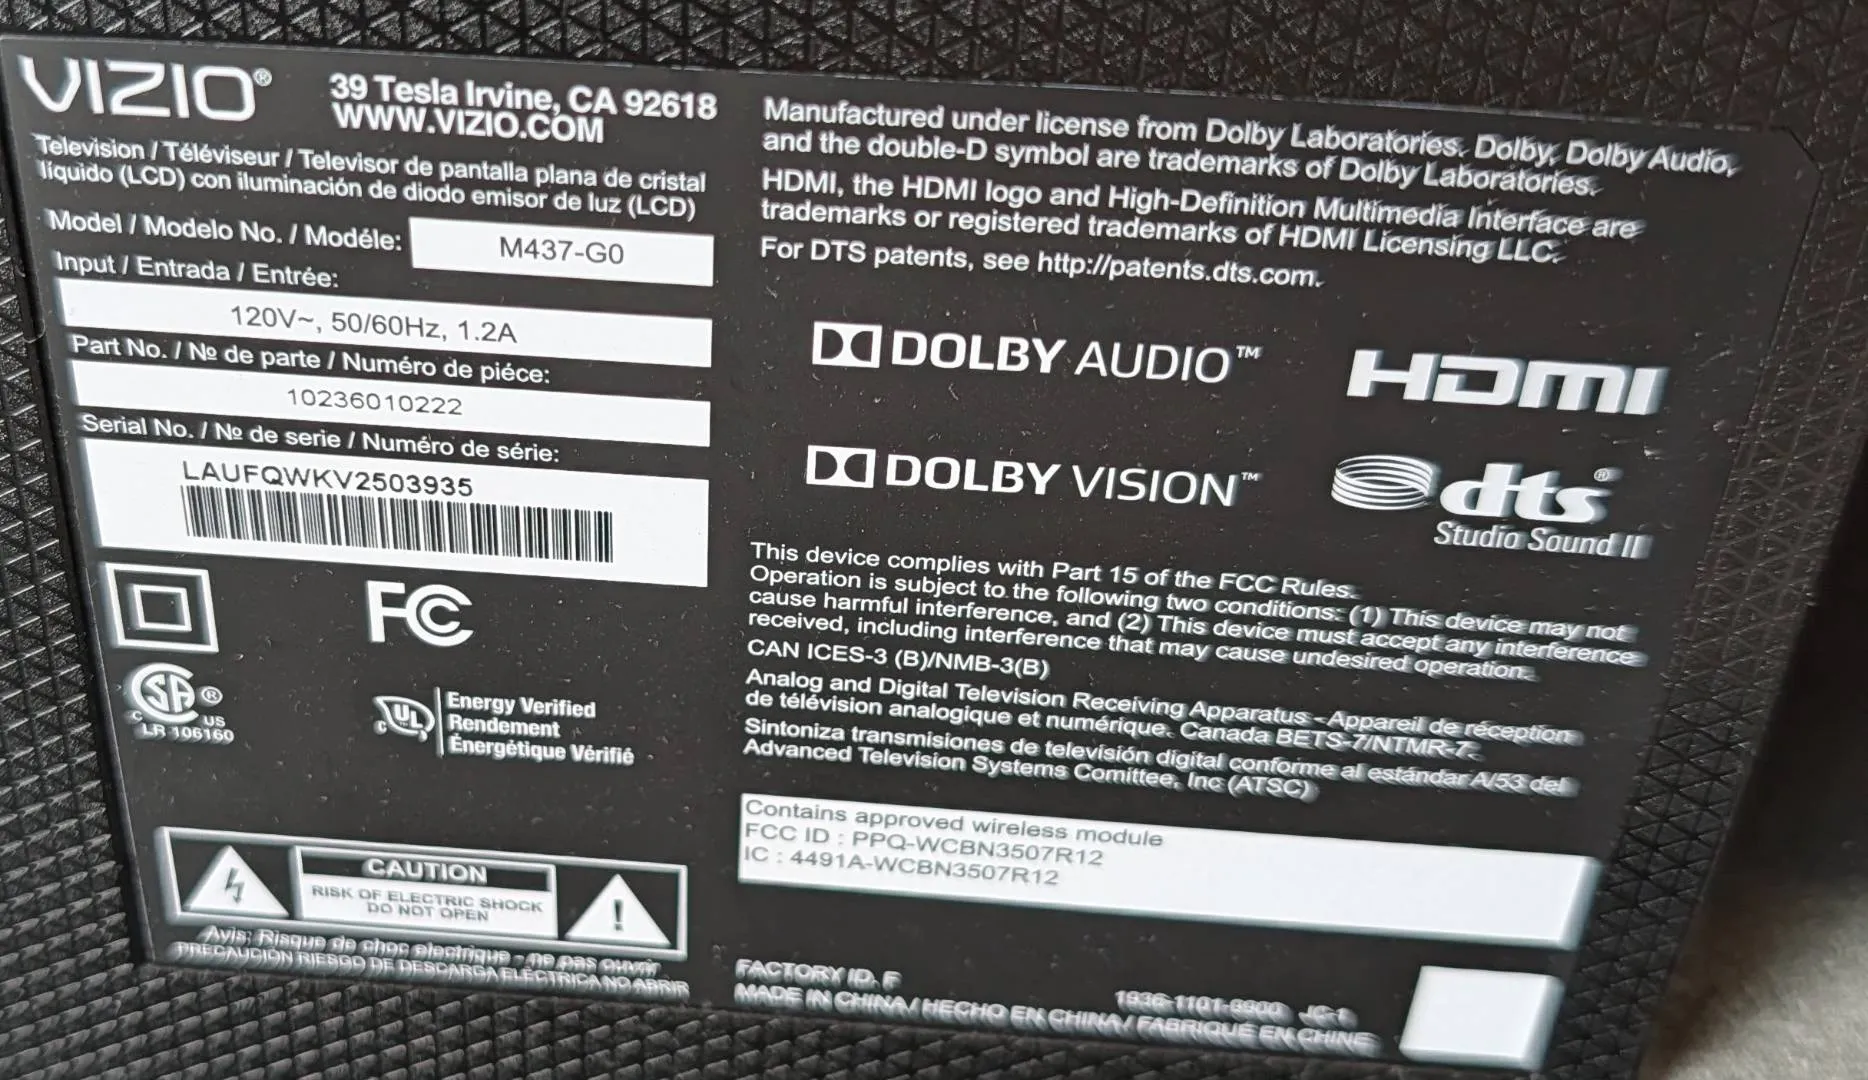 VIZIO®
39 Tesla Irvine, CA 92618
WWW.VIZIO.COM
Television / Téléviseur / Televisor de pantalla plana de cristal
líquido (LCD) con iluminación de diodo emisor de luz (LCD)
Model / Modelo No. / Modéle:
M437-G0
Input / Entrada / Entrée:
120V~, 50/60Hz, 1.2A
Part No. / № de parte / Numéro de piéce:
10236010222
Serial No. / № de serie / Numéro de série:
LAUFQWKV2503935
FC
SA®
C US
LR 106160
C UL
Energy Verified
Rendement
Énergétique Vérifié
CAUTION
RISK OF ELECTRIC SHOCK
DO NOT OPEN
!
Avis: Risque de choc electrique - ne pas ouvrir
PRECAUCIÓN RIESGO DE DESCARGA ELÉCTRICA NO ABRIR
Manufactured under license from Dolby Laboratories. Dolby, Dolby Audio,
and the double-D symbol are trademarks of Dolby Laboratories.
HDMI, the HDMI logo and High-Definition Multimedia Interface are
trademarks or registered trademarks of HDMI Licensing LLC.
For DTS patents, see http://patents.dts.com.
DOLBY AUDIO™
HDMI
DOLBY VISION™
dts®
Studio Sound II
This device complies with Part 15 of the FCC Rules.
Operation is subject to the following two conditions: (1) This device may not
cause harmful interference, and (2) This device must accept any interference
received, including interference that may cause undesired operation.
CAN ICES-3 (B)/NMB-3(B)
Analog and Digital Television Receiving Apparatus - Appareil de réception
de télévision analogique et numérique. Canada BETS-7/NTMR-7.
Sintoniza transmisiones de televisión digital conforme al estándar A/53 del
Advanced Television Systems Comittee, Inc (ATSC)
Contains approved wireless module
FCC ID : PPQ-WCBN3507R12
IC : 4491A-WCBN3507R12
FACTORY ID. F
MADE IN CHINA / HECHO EN CHINA / FABRIQUÉ EN CHINE